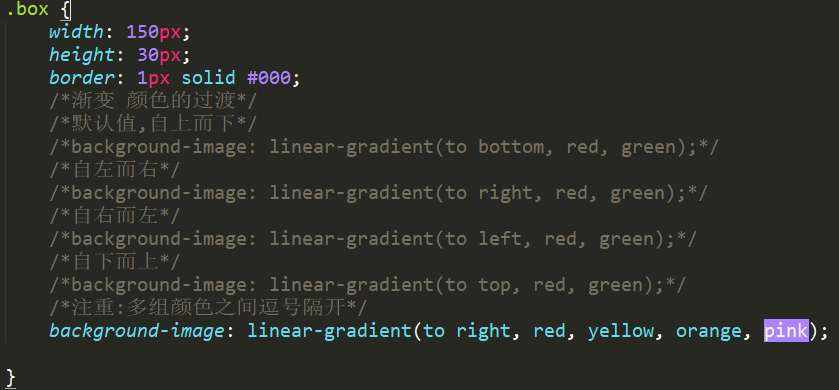 .box {
width: 150px;
height: 30px;
border: 1px solid #000;
/*渐变 颜色的过渡*/
/*默认值,自上而下*/
/*background-image: linear-gradient(to bottom, red, green);*/
/*自左而右*/
/*background-image: linear-gradient(to right, red, green);*/
/*自右而左*/
/*background-image: linear-gradient(to left, red, green);*/
/*自下而上*/
/*background-image: linear-gradient(to top, red, green);*/
/*注重:多组颜色之间逗号隔开*/
background-image: linear-gradient(to right, red, yellow, orange, pink);
}